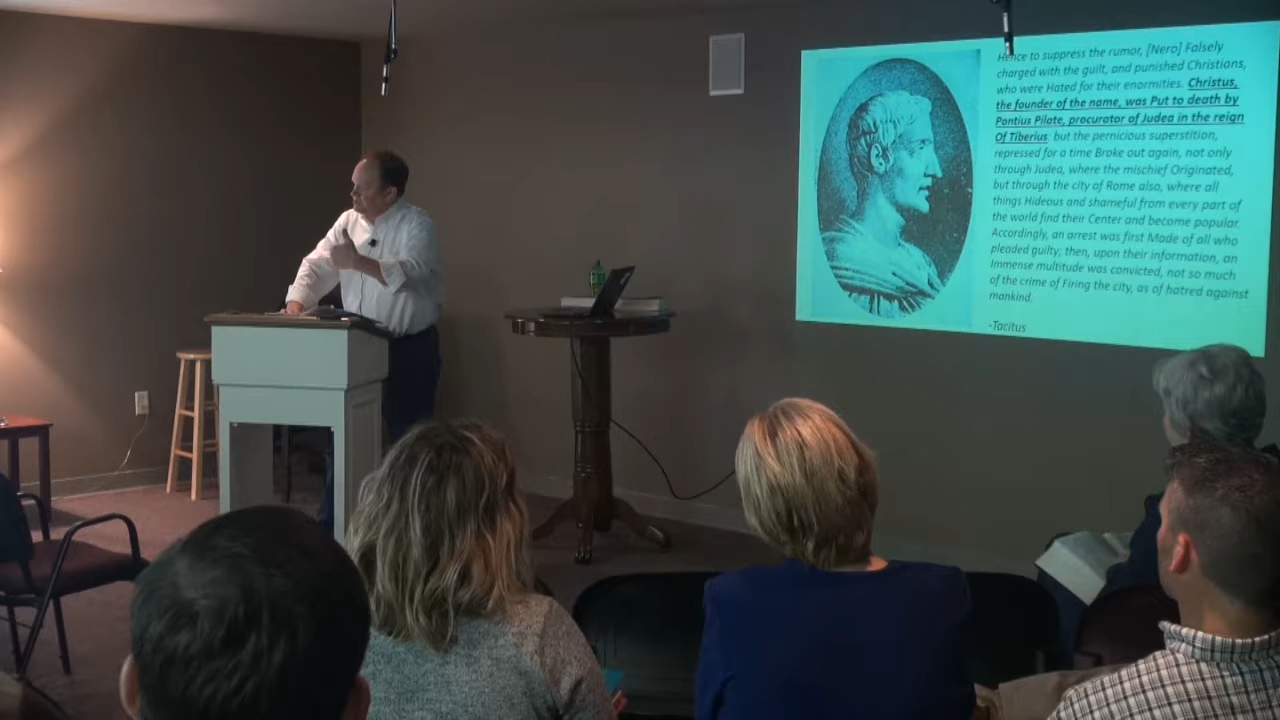 Hence to suppress the rumor, [Nero] Falsely
charged with the guilt, and punished Christians,
who were Hated for their enormities. Christus,
the founder of the name, was Put to death by
Pontius Pilate, procurator of Judea in the reign
Of Tiberius: but the pernicious superstition,
repressed for a time Broke out again, not only
through Judea, where the mischief Originated,
but through the city of Rome also, where all
things Hideous and shameful from every part of
the world find their Center and become popular.
Accordingly, an arrest was first Made of all who
pleaded guilty; then, upon their information, an
Immense multitude was convicted, not so much
of the crime of Firing the city, as of hatred against
mankind.
-Tacitus